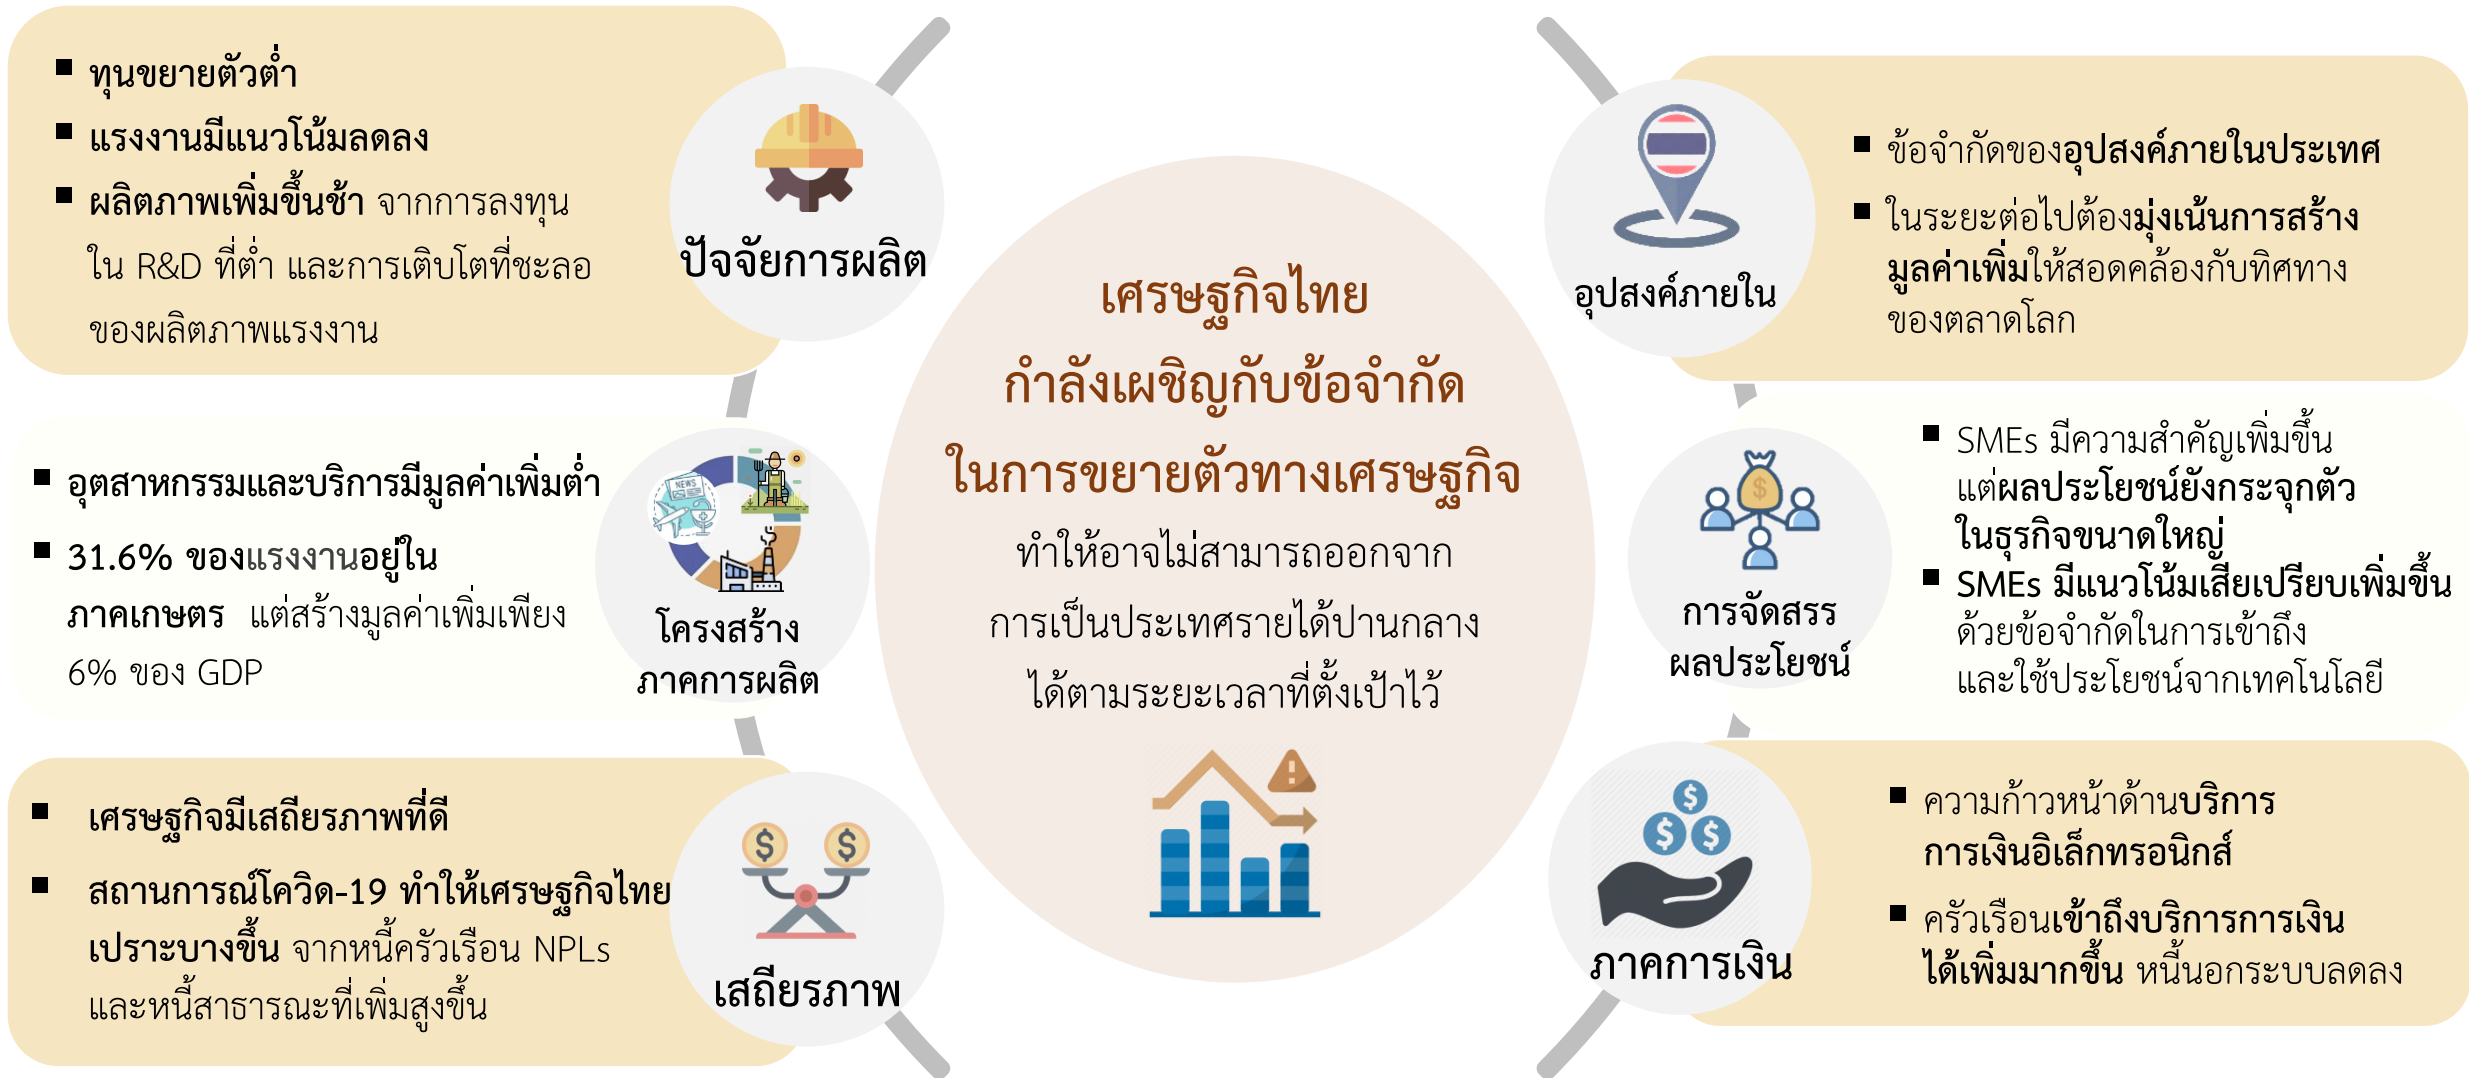 ทุนขยายตัวต่ำ
แรงงานมีแนวโน้มลดลง
ผลิตภาพเพิ่มขึ้นช้า จากการลงทุน
ใน R&D ที่ต่ำ และการเติบโตที่ชะลอ
ของผลิตภาพแรงงาน
ปัจจัยการผลิต
อุตสาหกรรมและบริการมีมูลค่าเพิ่มต่ำ
31.6% ของแรงงานอยู่ใน
ภาคเกษตร แต่สร้างมูลค่าเพิ่มเพียง
6% ของ GDP
NEWS
โครงสร้าง
ภาคการผลิต
เศรษฐกิจมีเสถียรภาพที่ดี
สถานการณ์โควิด-19 ทำให้เศรษฐกิจไทย
เปราะบางขึ้น จากหนี้ครัวเรือน NPLs
และหนี้สาธารณะที่เพิ่มสูงขึ้น
$ $
เสถียรภาพ
เศรษฐกิจไทย
กำลังเผชิญกับข้อจำกัด
ในการขยายตัวทางเศรษฐกิจ
ทำให้อาจไม่สามารถออกจาก
การเป็นประเทศรายได้ปานกลาง
ได้ตามระยะเวลาที่ตั้งเป้าไว้
อุปสงค์ภายใน
ข้อจำกัดของอุปสงค์ภายในประเทศ
ในระยะต่อไปต้องมุ่งเน้นการสร้าง
มูลค่าเพิ่มให้สอดคล้องกับทิศทาง
ของตลาดโลก
$
การจัดสรร
ผลประโยชน์
SMEs มีความสำคัญเพิ่มขึ้น
แต่ผลประโยชน์ยังกระจุกตัว
ในธุรกิจขนาดใหญ่
SMEs มีแนวโน้มเสียเปรียบเพิ่มขึ้น
ด้วยข้อจำกัดในการเข้าถึง
และใช้ประโยชน์จากเทคโนโลยี
$
$ $
ภาคการเงิน
ความก้าวหน้าด้านบริการ
การเงินอิเล็กทรอนิกส์
ครัวเรือนเข้าถึงบริการการเงิน
ได้เพิ่มมากขึ้น หนี้นอกระบบลดลง